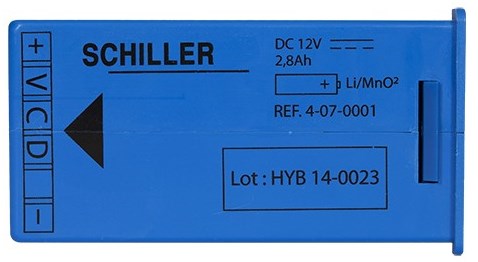 SCHILLER
DC 12V
2,8Ah
+ Li/MnO²
REF. 4-07-0001
Lot : HYB 14-0023
+
V
C
D
−